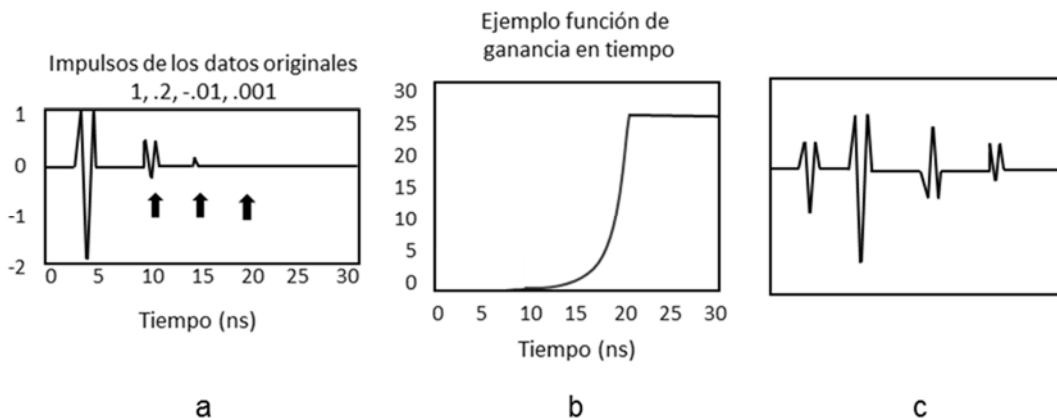 Impulsos de los datos originales
1, .2, -.01, .001
1
0
-1
-2
0 5 10 15 20 25 30
Tiempo (ns)
a
Ejemplo función de
ganancia en tiempo
30
25
20
15
10
5
0
0 5 10 15 20 25 30
Tiempo (ns)
b
c